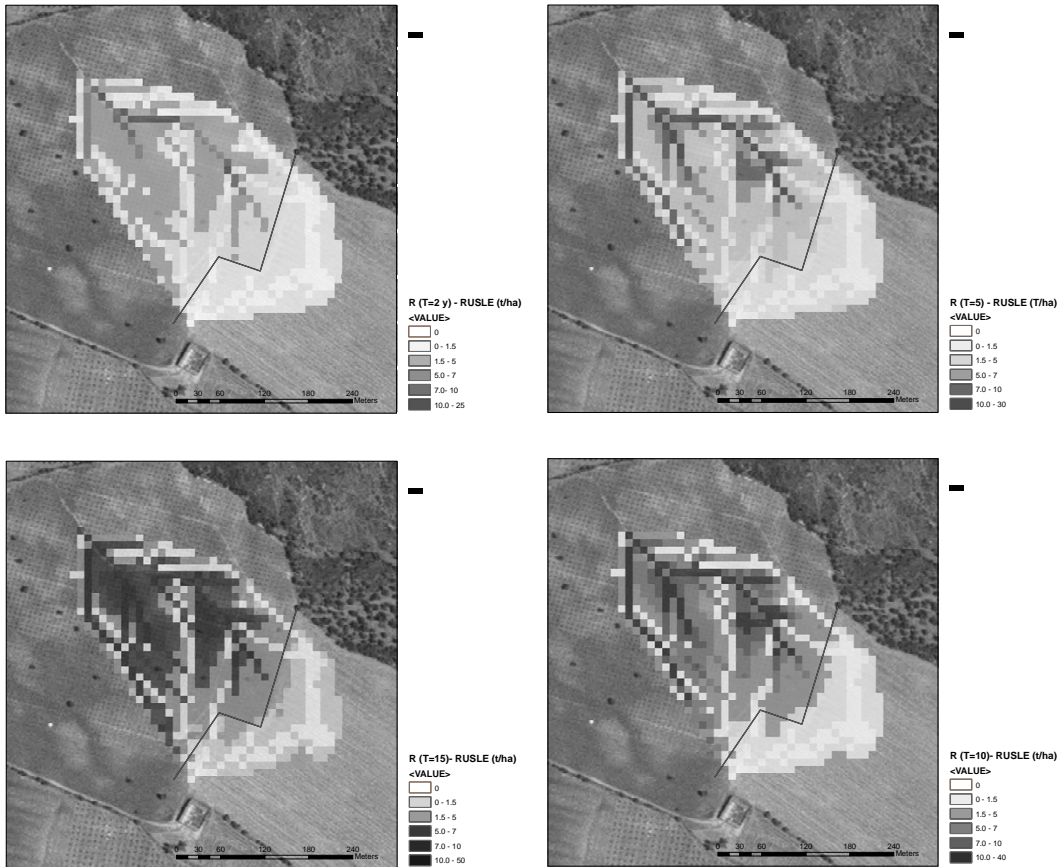 R (T=2 y) - RUSLE (t/ha)
<VALUE>
0
0 - 1.5
1.5 - 5
5.0 - 7
7.0 - 10
10.0 - 25
0 30 60 120 180 240
Meters
R (T=5) - RUSLE (T/ha)
<VALUE>
0
0 - 1.5
1.5 - 5
5.0 - 7
7.0- 10
10.0 - 30
0 30 60 120 180 240
Meters
R (T=15)- RUSLE (t/ha)
<VALUE>
0
0 - 1.5
1.5 - 5
5.0 - 7
7.0 - 10
10.0 - 50
0 30 60 120 180 240
Meters
R (T=10)- RUSLE (t/ha)
<VALUE>
0
0 - 1.5
1.5 - 5
5.0 - 7
7.0 - 10
10.0 - 40
0 30 60 120 180 240
Meters